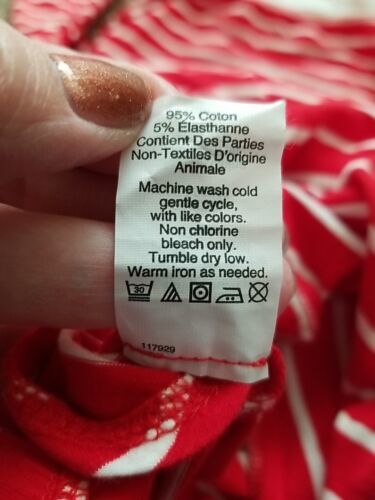 95% Coton
5% Élasthanne
Contient Des Parties
Non-Textiles D'origine
Animale
Machine wash cold
gentle cycle,
with like colors.
Non chlorine
bleach only.
Tumble dry low.
Warm iron as needed.
30
117929